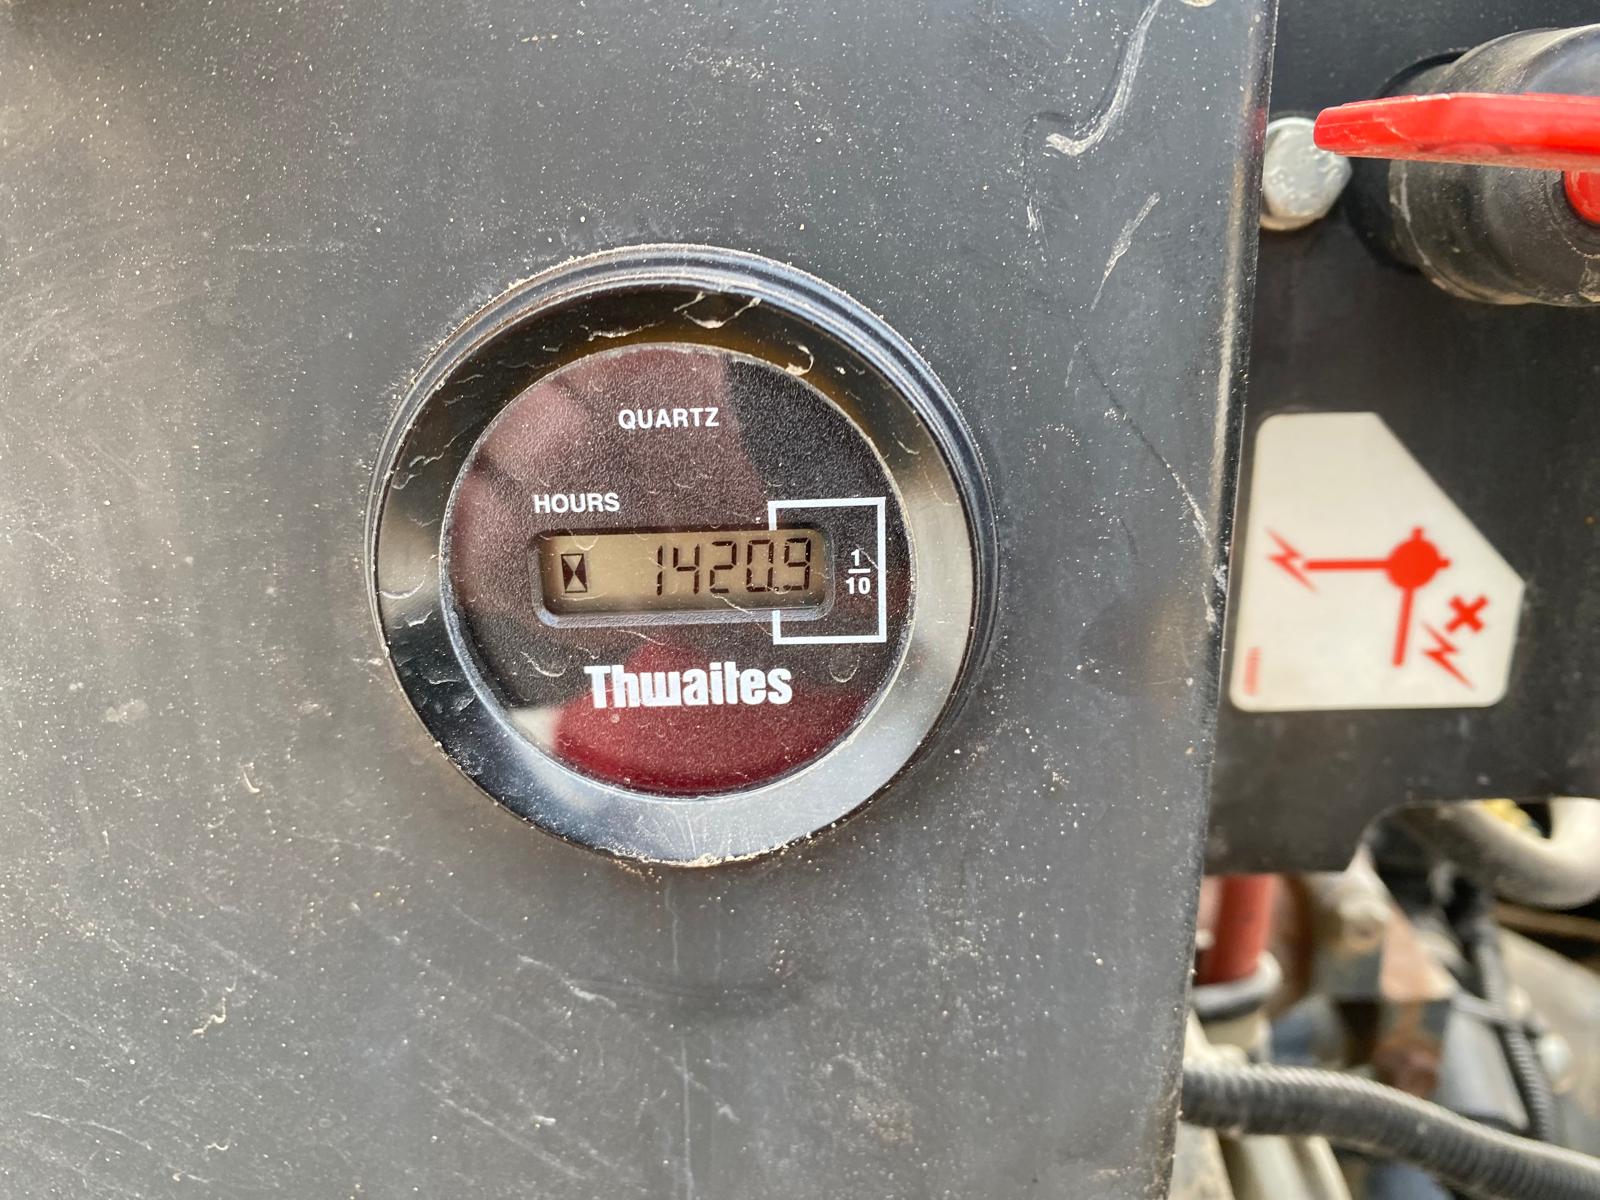 QUARTZ
HOURS
1420.9
1
10
Thwaites